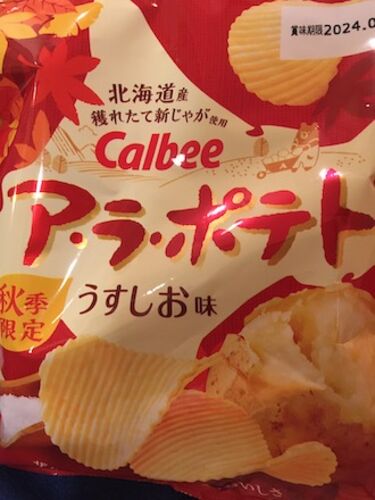 賞味期限2024.0
北海道産
獲れたて新じゃが使用
Calbee
ア・ラ・ポテト
秋季
限定
うすしお味